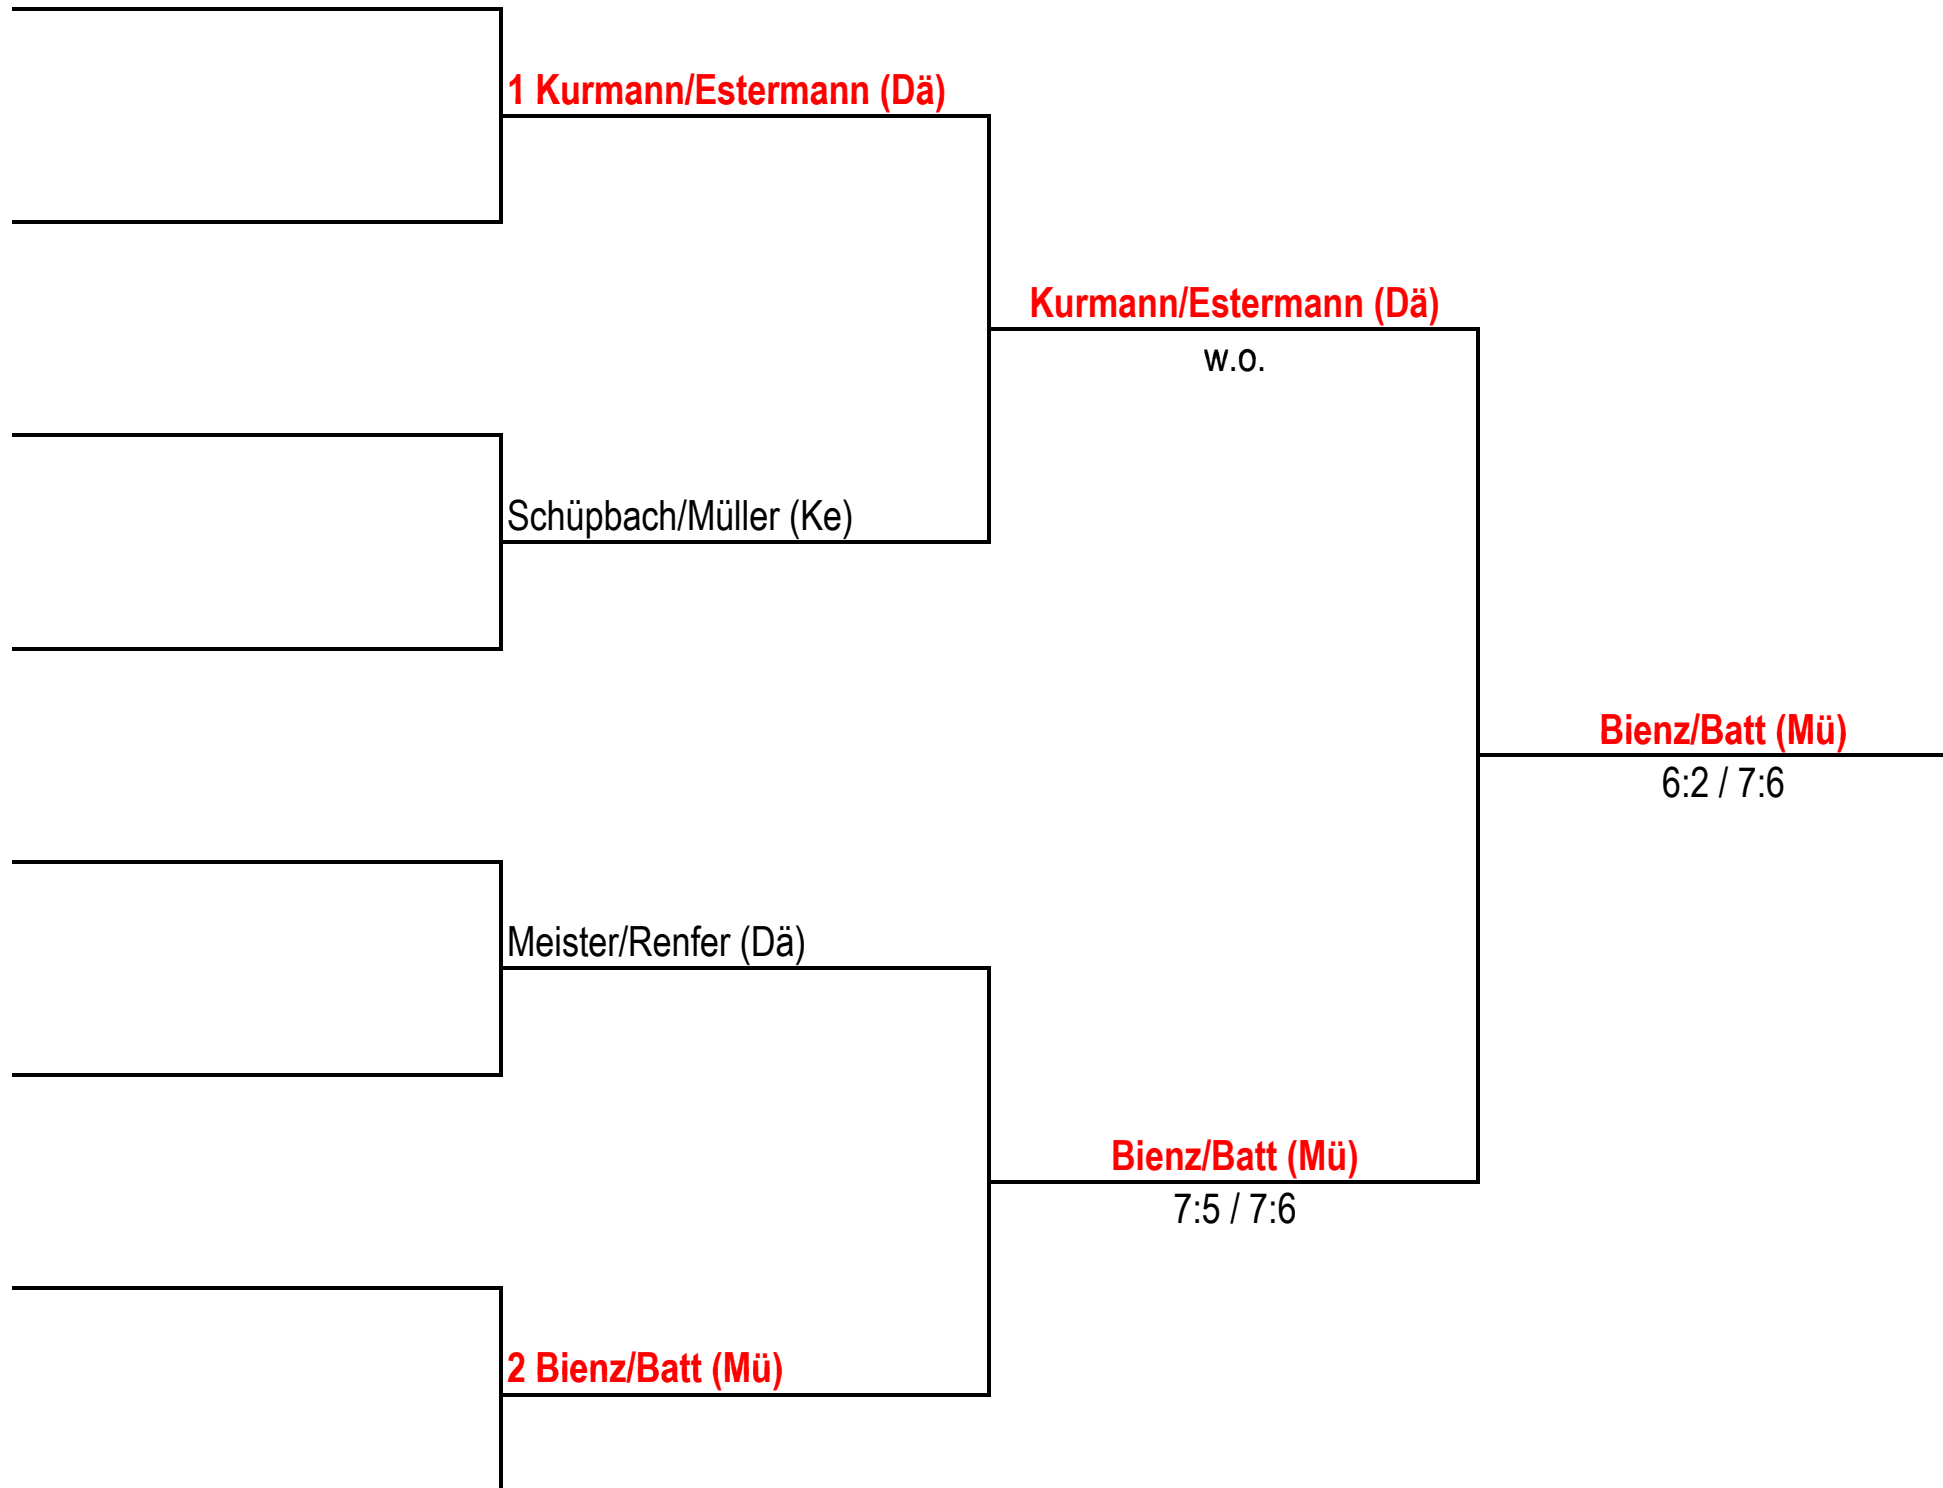 1 Kurmann/Estermann (Dä)
Kurmann/Estermann (Dä)
w.o.
Schüpbach/Müller (Ke)
Bienz/Batt (Mü)
6:2 / 7:6
Meister/Renfer (Dä)
Bienz/Batt (Mü)
7:5 / 7:6
2 Bienz/Batt (Mü)